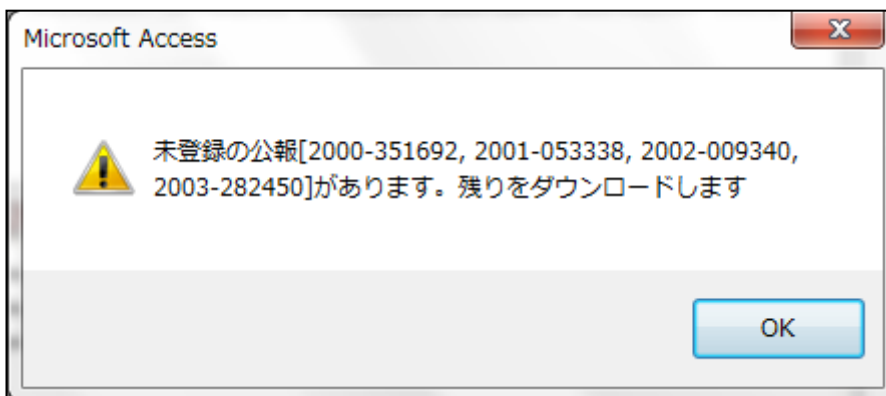 Microsoft Access
未登録の公報[2000-351692, 2001-053338, 2002-009340,
2003-282450]があります。残りをダウンロードします
OK